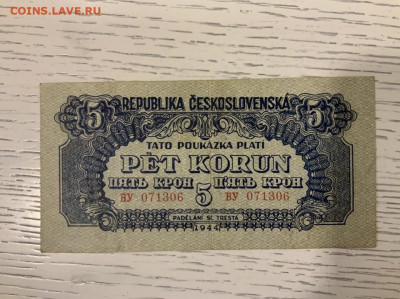 COINS.LAVE.RU
REPUBLIKA ČESKOSLOVENSKÁ
5 5
TATO POUKÁZKA PLATÍ
PĚT KORUN
ПЯТЬ КРОН 5 П'ЯТЬ КРОН
ВУ 071306 ВУ 071306
PADĚLÁNÍ SE TRESTÁ
1944